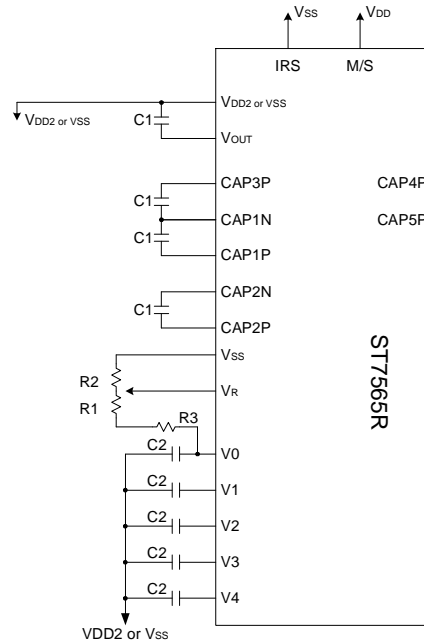 VSS VDD
IRS M/S
VDD2 or VSS VDD2 or VSS
C1 VOUT
CAP3P CAP4P
C1
CAP1N CAP5P
C1
CAP1P
CAP2N
C1
CAP2P
VSS
R2
VR
R1
R3
C2 V0
C2 V1
C2 V2
C2 V3
C2 V4
VDD2 or VSS
ST7565R